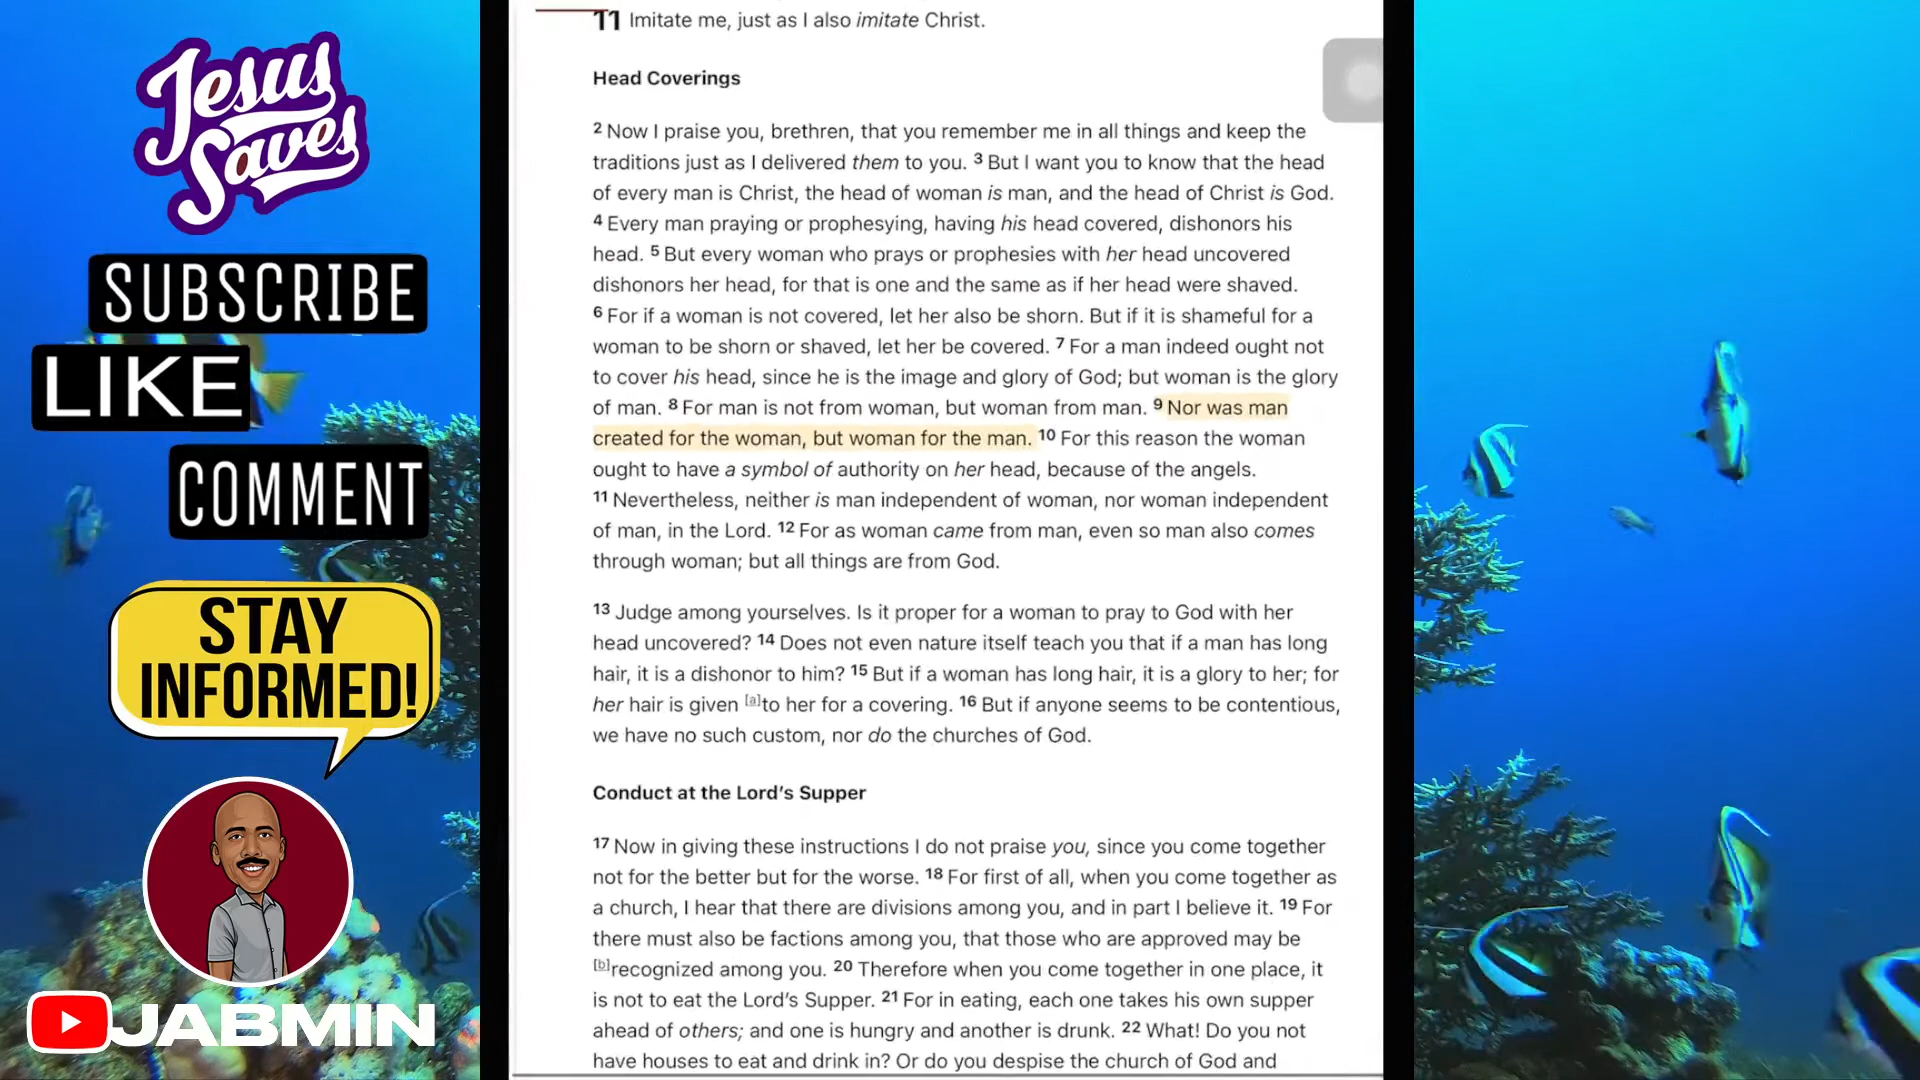 Jesus
Saves
SUBSCRIBE
LIKE
COMMENT
STAY
INFORMED!
JABMIN
11 Imitate me, just as I also imitate Christ.
Head Coverings
2 Now I praise you, brethren, that you remember me in all things and keep the
traditions just as I delivered them to you. 3 But I want you to know that the head
of every man is Christ, the head of woman is man, and the head of Christ is God.
4 Every man praying or prophesying, having his head covered, dishonors his
head. 5 But every woman who prays or prophesies with her head uncovered
dishonors her head, for that is one and the same as if her head were shaved.
6 For if a woman is not covered, let her also be shorn. But if it is shameful for a
woman to be shorn or shaved, let her be covered. 7 For a man indeed ought not
to cover his head, since he is the image and glory of God; but woman is the glory
of man. 8 For man is not from woman, but woman from man. 9 Nor was man
created for the woman, but woman for the man. 10 For this reason the woman
ought to have a symbol of authority on her head, because of the angels.
11 Nevertheless, neither is man independent of woman, nor woman independent
of man, in the Lord. 12 For as woman came from man, even so man also comes
through woman; but all things are from God.
13 Judge among yourselves. Is it proper for a woman to pray to God with her
head uncovered? 14 Does not even nature itself teach you that if a man has long
hair, it is a dishonor to him? 15 But if a woman has long hair, it is a glory to her; for
her hair is given [a]to her for a covering. 16 But if anyone seems to be contentious,
we have no such custom, nor do the churches of God.
Conduct at the Lord's Supper
17 Now in giving these instructions I do not praise you, since you come together
not for the better but for the worse. 18 For first of all, when you come together as
a church, I hear that there are divisions among you, and in part I believe it. 19 For
there must also be factions among you, that those who are approved may be
[b]recognized among you. 20 Therefore when you come together in one place, it
is not to eat the Lord's Supper. 21 For in eating, each one takes his own supper
ahead of others; and one is hungry and another is drunk. 22 What! Do you not
have houses to eat and drink in? Or do you despise the church of God and